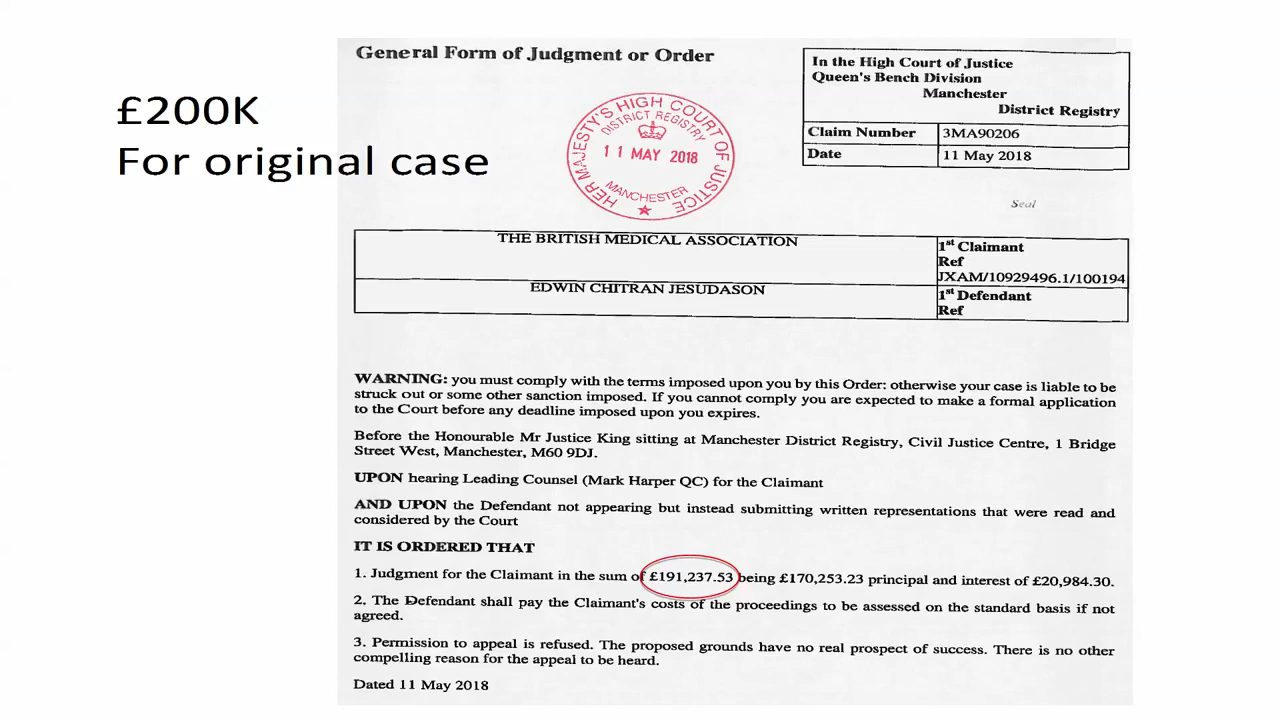 £200K
For original case
General Form of Judgment or Order
In the High Court of Justice
Queen's Bench Division
Manchester
District Registry
Claim Number 3MA90206
Date 11 May 2018
HER MAJESTY'S HIGH COURT OF JUSTICE
DISTRICT REGISTRY
11 MAY 2018
MANCHESTER
Seal
THE BRITISH MEDICAL ASSOCIATION
1st Claimant
Ref
JXAM/10929496.1/100194
EDWIN CHITRAN JESUDASON
1st Defendant
Ref
WARNING: you must comply with the terms imposed upon you by this Order: otherwise your case is liable to be
struck out or some other sanction imposed. If you cannot comply you are expected to make a formal application
to the Court before any deadline imposed upon you expires.
Before the Honourable Mr Justice King sitting at Manchester District Registry, Civil Justice Centre, 1 Bridge
Street West, Manchester, M60 9DJ.
UPON hearing Leading Counsel (Mark Harper QC) for the Claimant
AND UPON the Defendant not appearing but instead submitting written representations that were read and
considered by the Court
IT IS ORDERED THAT
1. Judgment for the Claimant in the sum of £191,237.53 being £170,253.23 principal and interest of £20,984.30.
2. The Defendant shall pay the Claimant's costs of the proceedings to be assessed on the standard basis if not
agreed.
3. Permission to appeal is refused. The proposed grounds have no real prospect of success. There is no other
compelling reason for the appeal to be heard.
Dated 11 May 2018